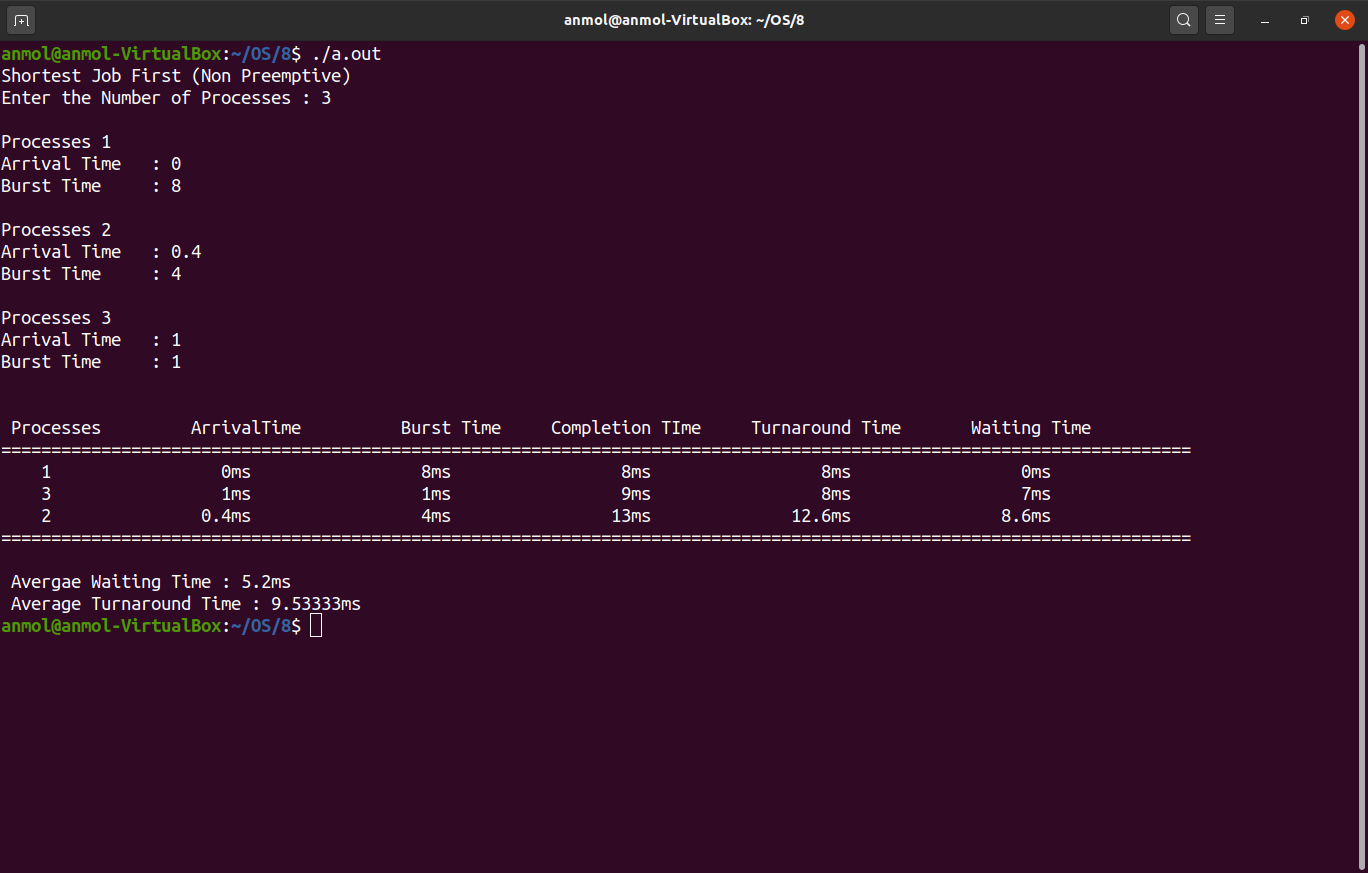 anmol@anmol-VirtualBox: ~/OS/8
anmol@anmol-VirtualBox:~/OS/8$ ./a.out
Shortest Job First (Non Preemptive)
Enter the Number of Processes : 3
Processes 1
Arrival Time   : 0
Burst Time     : 8
Processes 2
Arrival Time   : 0.4
Burst Time     : 4
Processes 3
Arrival Time   : 1
Burst Time     : 1
Processes         ArrivalTime          Burst Time     Completion TIme     Turnaround Time       Waiting Time
=======================================================================================================================
1                 0ms                 8ms                 8ms                 8ms                 0ms
3                 1ms                 1ms                 9ms                 8ms                 7ms
2               0.4ms                 4ms                13ms              12.6ms               8.6ms
=======================================================================================================================
Avergae Waiting Time : 5.2ms
Average Turnaround Time : 9.53333ms
anmol@anmol-VirtualBox:~/OS/8$